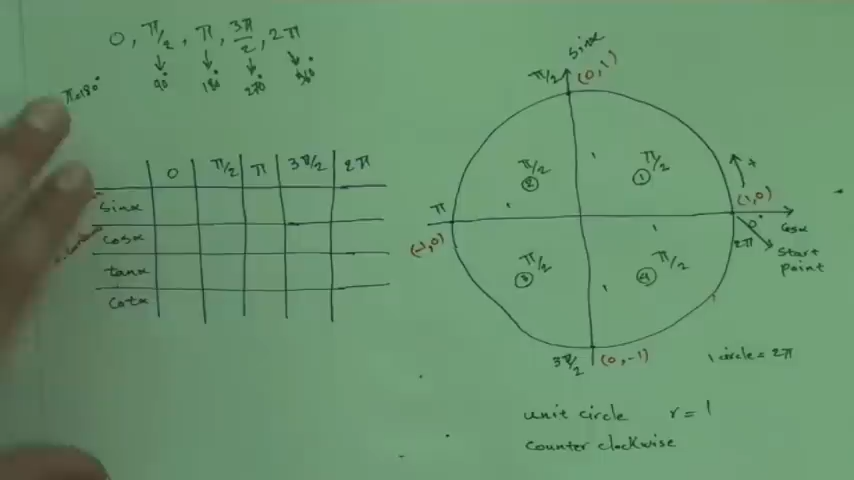 0, π/2, π, 3π/2, 2π
90° 180° 270° 360°
π=180°
0 π/2 π 3π/2 2π
sinx
cosx
tanx
cotx
sinx
π/2 (0,1)
π/2 ② π/2 ①
+
π (-1,0)
(1,0)
0° cosx
2π start point
π/2 ③ π/2 ④
3π/2 (0,-1)
1 circle = 2π
unit circle r = 1
counter clockwise